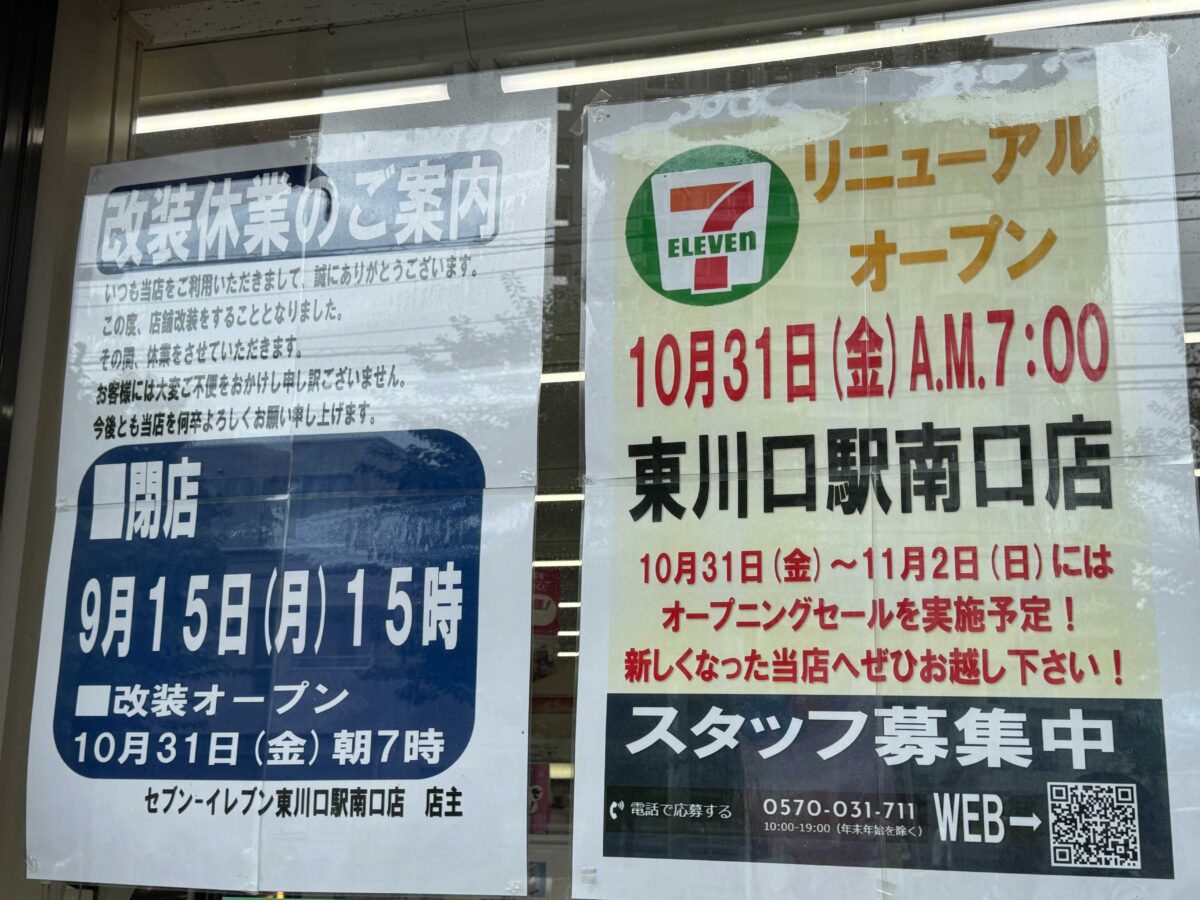 改装休業のご案内
いつも当店をご利用いただきまして、誠にありがとうございます。
この度、店舗改装をすることとなりました。
その間、休業をさせていただきます。
お客様には大変ご不便をおかけし申し訳ございません。
今後とも当店を何卒よろしくお願い申し上げます。
■閉店
9月15日(月)15時
■改装オープン
10月31日(金)朝7時
セブン-イレブン東川口駅南口店 店主
7
ELEVEn
リニューアル
オープン
10月31日(金)A.M.7:00
東川口駅南口店
10月31日(金)～11月2日(日)には
オープニングセールを実施予定！
新しくなった当店へぜひお越し下さい！
スタッフ募集中
電話で応募する 0570-031-711
10:00-19:00（年末年始を除く）
WEB→